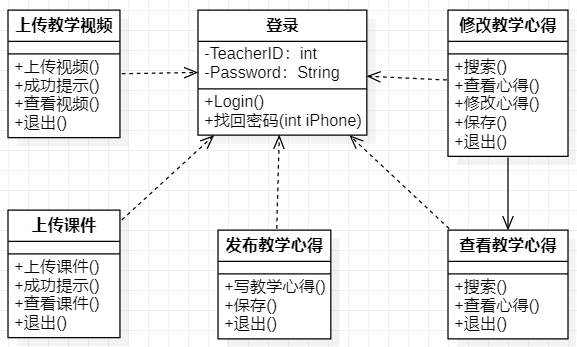 上传教学视频
+上传视频()
+成功提示()
+查看视频()
+退出()
登录
-TeacherID：int
-Password：String
+Login()
+找回密码(int iPhone)
修改教学心得
+搜索()
+查看心得()
+修改心得()
+保存()
+退出()
上传课件
+上传课件()
+成功提示()
+查看课件()
+退出()
发布教学心得
+写教学心得()
+保存()
+退出()
查看教学心得
+搜索()
+查看心得()
+退出()